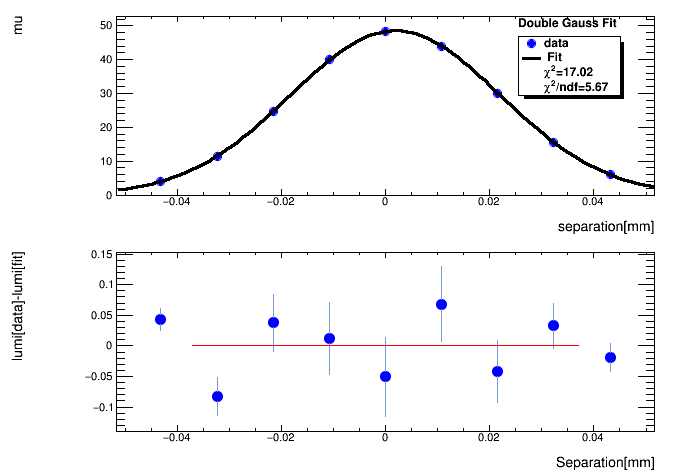 mu
Double Gauss Fit
data
Fit
χ²=17.02
χ²/ndf=5.67
50
40
30
20
10
0
−0.04 −0.02 0 0.02 0.04
separation[mm]
lumi[data]-lumi[fit]
0.15
0.1
0.05
0
−0.05
−0.1
−0.04 −0.02 0 0.02 0.04
Separation[mm]